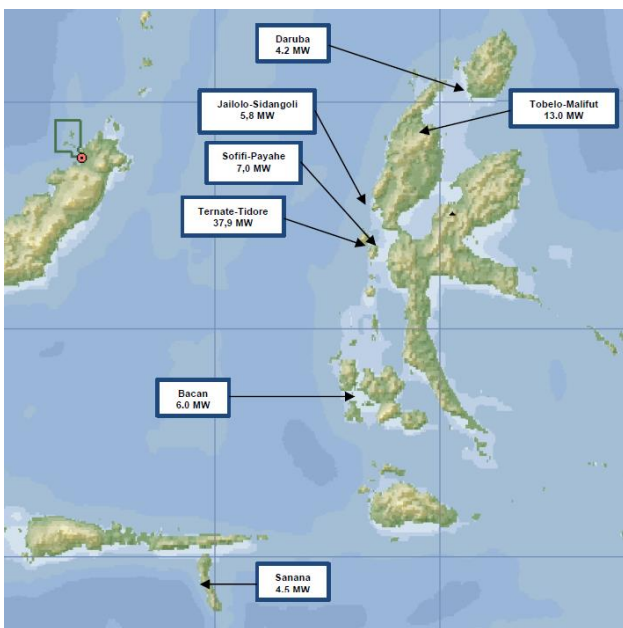 Daruba
4.2 MW
Jailolo-Sidangoli
5,8 MW
Tobelo-Malifut
13.0 MW
Sofifi-Payahe
7,0 MW
Ternate-Tidore
37,9 MW
Bacan
6.0 MW
Sanana
4.5 MW